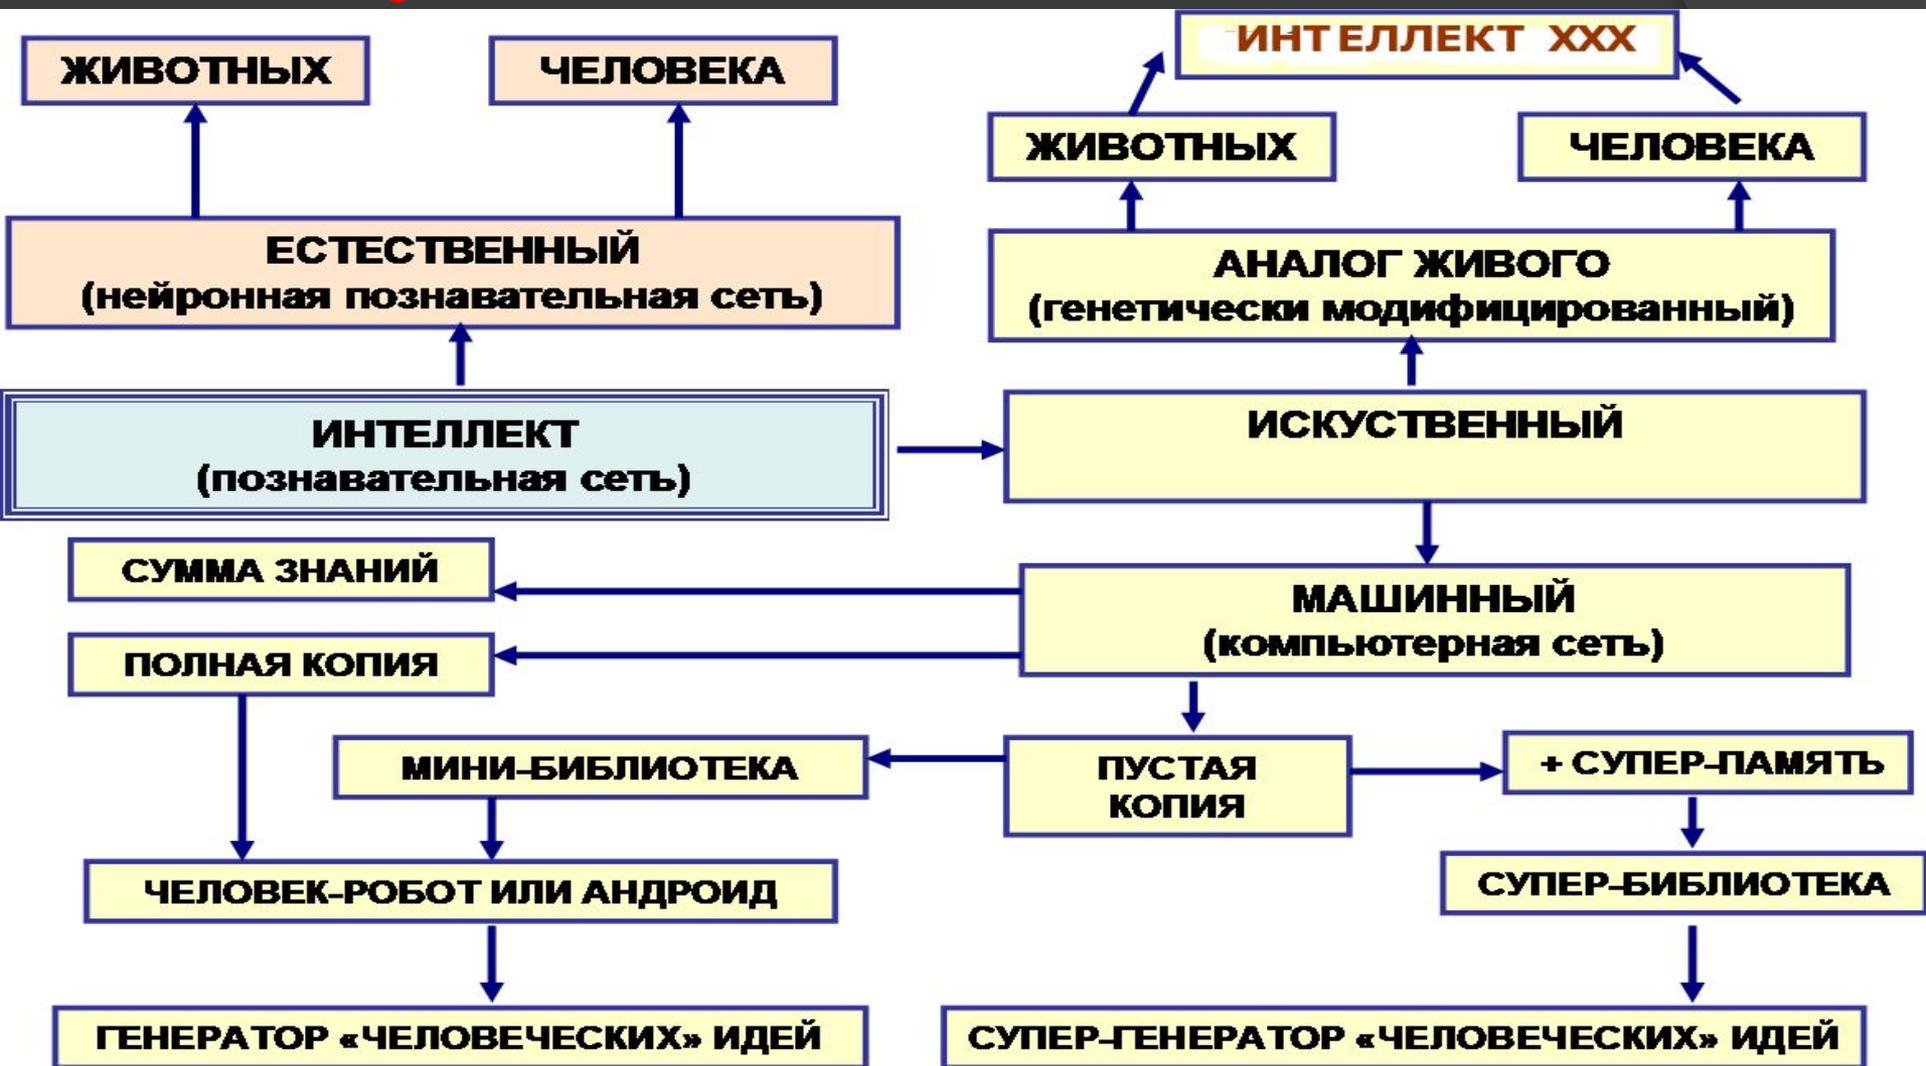 ИНТЕЛЛЕКТ XXX
ЖИВОТНЫХ
ЧЕЛОВЕКА
ЖИВОТНЫХ
ЧЕЛОВЕКА
ЕСТЕСТВЕННЫЙ
(нейронная познавательная сеть)
АНАЛОГ ЖИВОГО
(генетически модифицированный)
ИНТЕЛЛЕКТ
(познавательная сеть)
ИСКУСТВЕННЫЙ
СУММА ЗНАНИЙ
МАШИННЫЙ
(компьютерная сеть)
ПОЛНАЯ КОПИЯ
МИНИ-БИБЛИОТЕКА
ПУСТАЯ
КОПИЯ
+ СУПЕР-ПАМЯТЬ
ЧЕЛОВЕК-РОБОТ ИЛИ АНДРОИД
СУПЕР-БИБЛИОТЕКА
ГЕНЕРАТОР «ЧЕЛОВЕЧЕСКИХ» ИДЕЙ
СУПЕР-ГЕНЕРАТОР «ЧЕЛОВЕЧЕСКИХ» ИДЕЙ